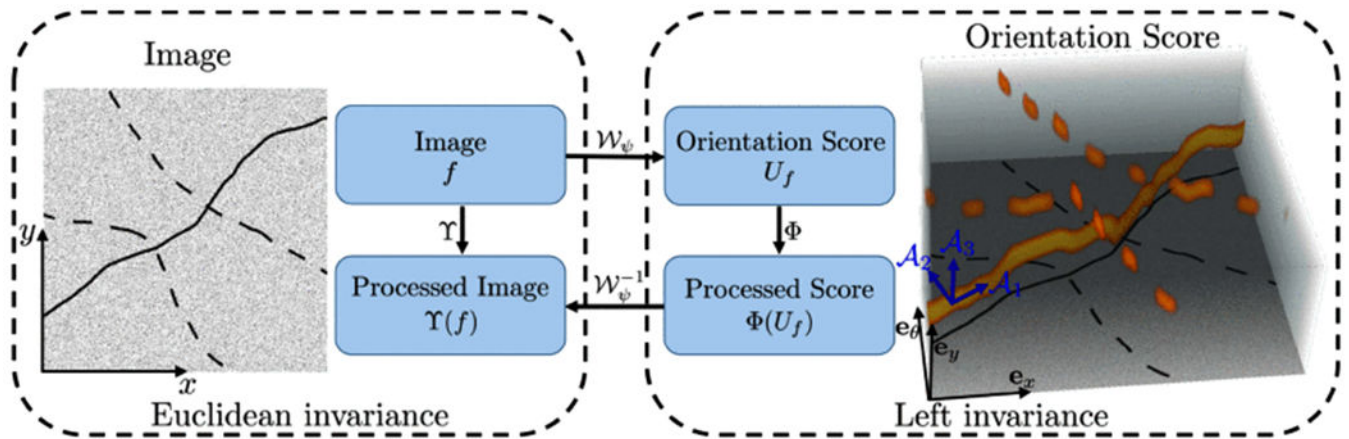 Image
y
x
Image
f
𝒲_ψ
Orientation Score
U_f
Υ
Φ
Processed Image
Υ(f)
𝒲_ψ^{-1}
Processed Score
Φ(U_f)
Euclidean invariance
Orientation Score
𝒜_2
𝒜_3
𝒜_1
e_θ
e_y
e_x
Left invariance